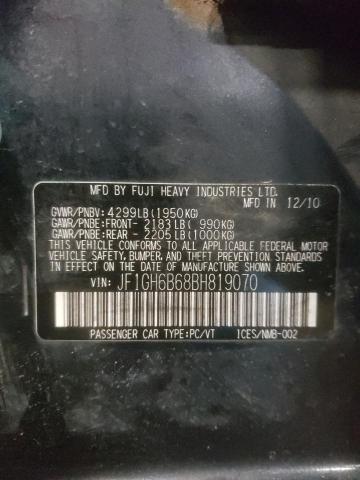 MFD BY FUJI HEAVY INDUSTRIES LTD.
MFD IN 12/10
GVWR/PNBV: 4299LB(1950KG)
GAWR/PNBE:FRONT- 2183LB( 990KG)
GAWR/PNBE:REAR - 2205LB(1000KG)
THIS VEHICLE CONFORMS TO ALL APPLICABLE FEDERAL MOTOR
VEHICLE SAFETY, BUMPER, AND THEFT PREVENTION
STANDARDS IN EFFECT ON THE DATE OF MANUFACTURE SHOWN ABOVE.
VIN: JF1GH6B68BH819070
PASSENGER CAR TYPE:PC/VT ICES/NMB-002